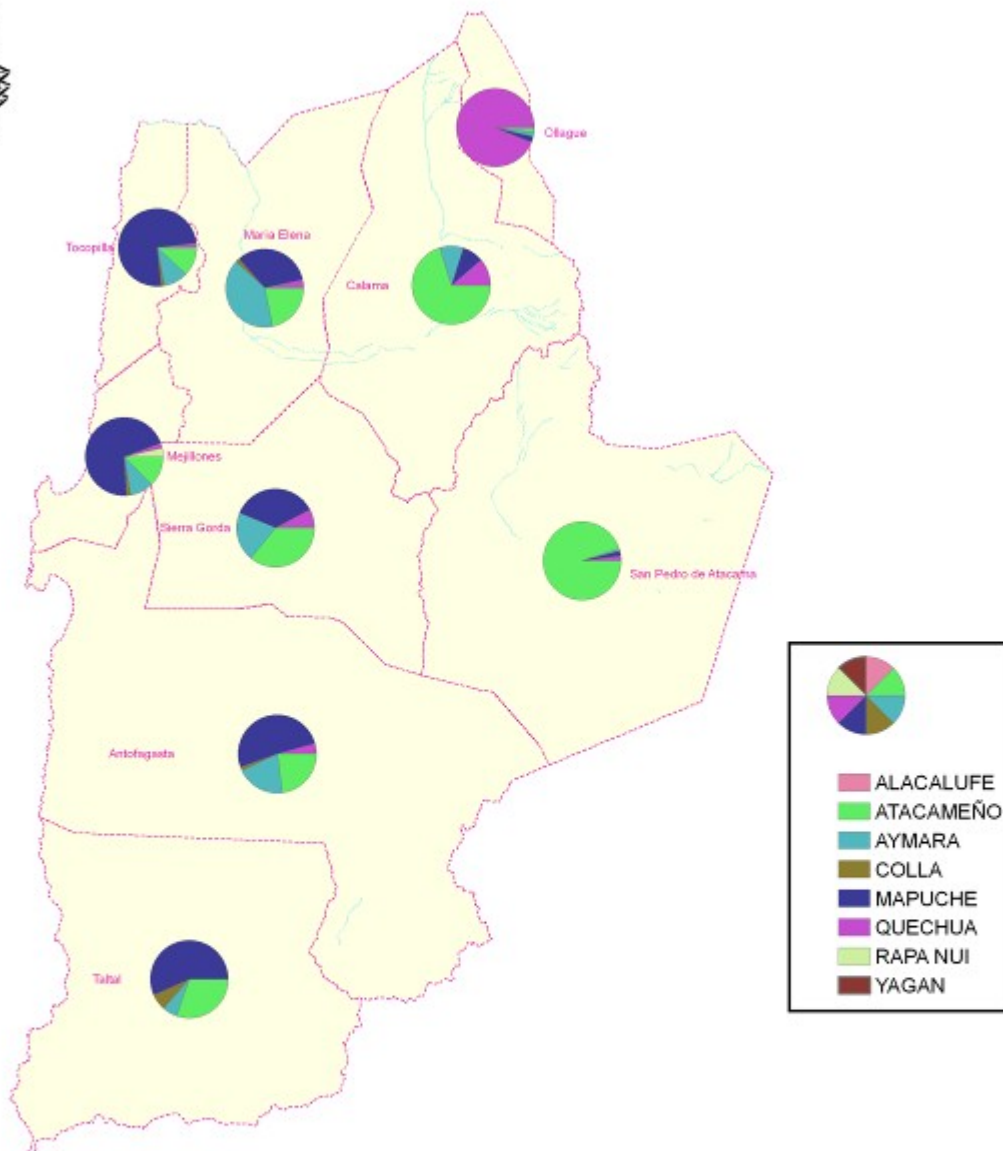 Ollague
Tocopilla
Maria Elena
Calama
Mejillones
Sierra Gorda
San Pedro de Atacama
Antofagasta
Taltal
ALACALUFE
ATACAMEÑO
AYMARA
COLLA
MAPUCHE
QUECHUA
RAPA NUI
YAGAN